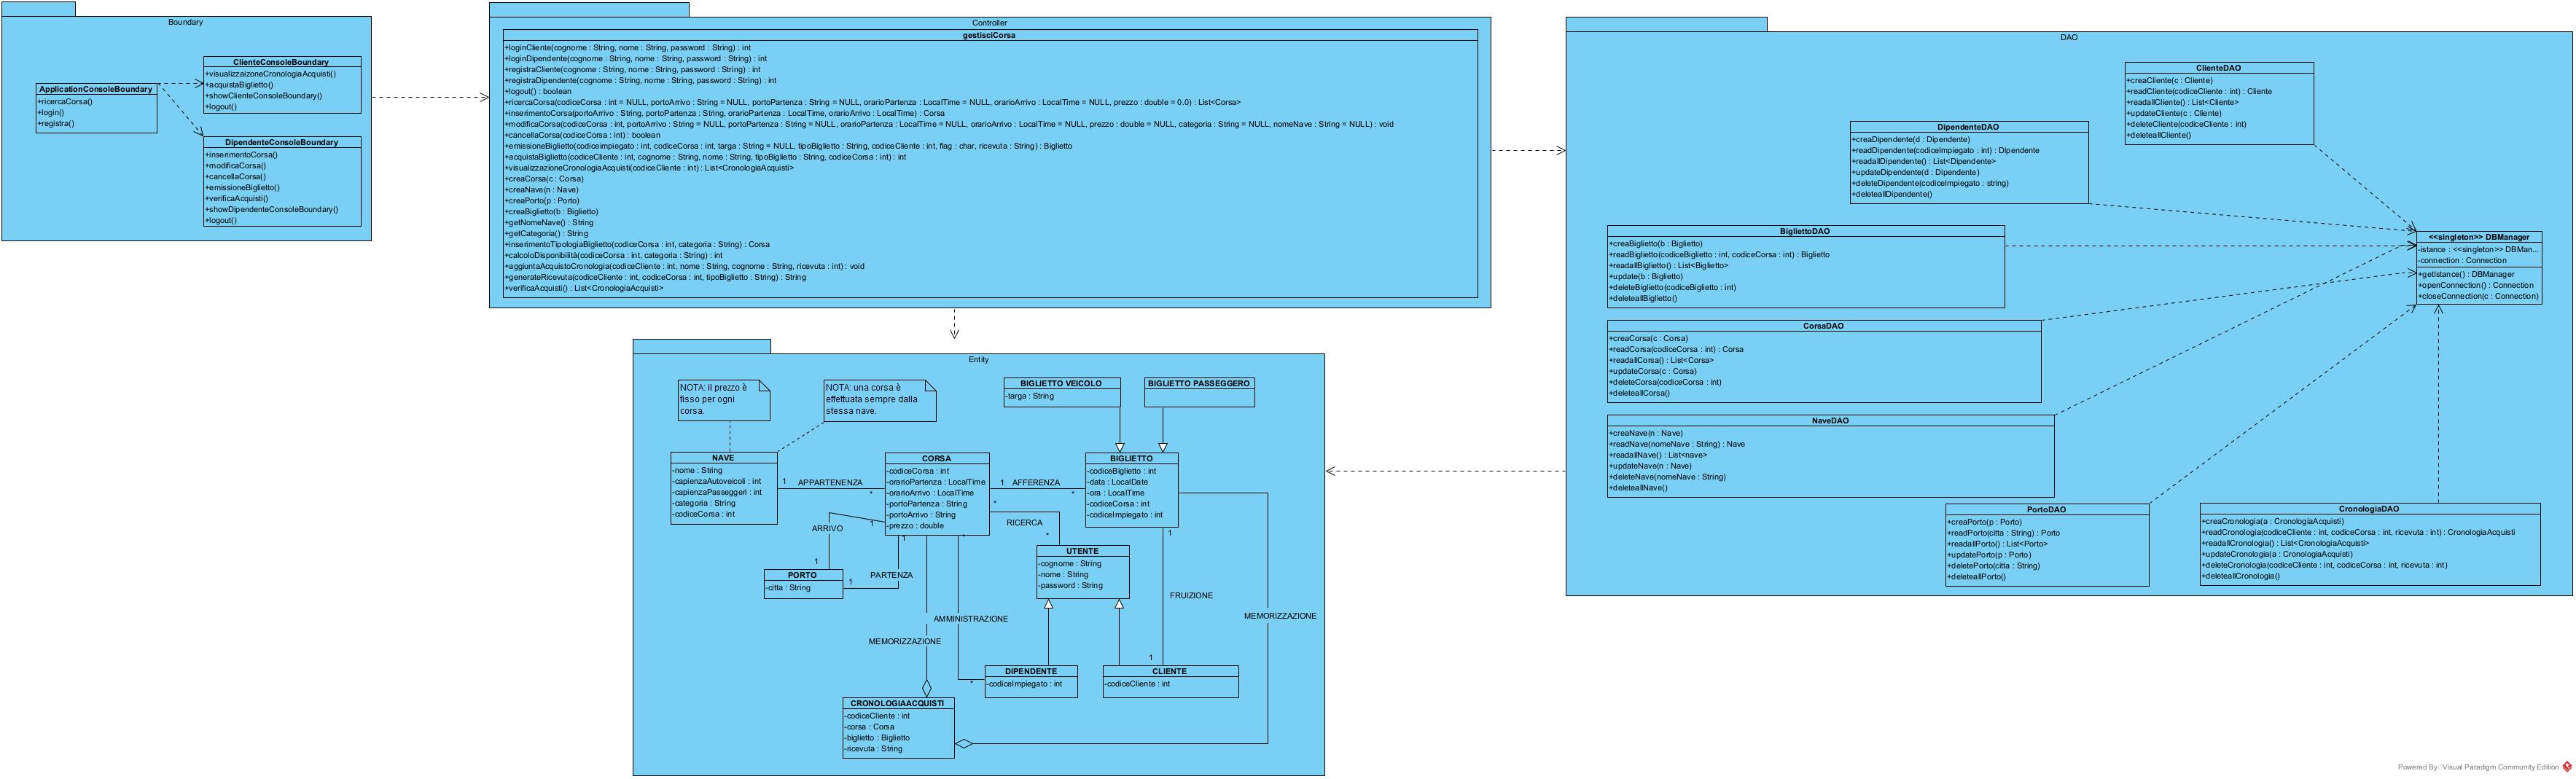 Boundary
ApplicationConsoleBoundary
+ricercaCorsa()
+login()
+registra()
ClienteConsoleBoundary
+visualizzaizoneCronologiaAcquisti()
+acquistaBiglietto()
+showClienteConsoleBoundary()
+logout()
DipendenteConsoleBoundary
+inserimentoCorsa()
+modificaCorsa()
+cancellaCorsa()
+emissioneBiglietto()
+verificaAcquisti()
+showDipendenteConsoleBoundary()
+logout()
Controller
gestisciCorsa
+loginCliente(cognome : String, nome : String, password : String) : int
+loginDipendente(cognome : String, nome : String, password : String) : int
+registraCliente(cognome : String, nome : String, password : String) : int
+registraDipendente(cognome : String, nome : String, password : String) : int
+logout() : boolean
+ricercaCorsa(codiceCorsa : int = NULL, portoArrivo : String = NULL, portoPartenza : String = NULL, orarioPartenza : LocalTime = NULL, orarioArrivo : LocalTime = NULL, prezzo : double = 0.0) : List<Corsa>
+inserimentoCorsa(portoArrivo : String, portoPartenza : String, orarioPartenza : LocalTime, orarioArrivo : LocalTime) : Corsa
+modificaCorsa(codiceCorsa : int, portoArrivo : String = NULL, portoPartenza : String = NULL, orarioPartenza : LocalTime = NULL, orarioArrivo : LocalTime = NULL, prezzo : double = NULL, categoria : String = NULL, nomeNave : String = NULL) : void
+cancellaCorsa(codiceCorsa : int) : boolean
+emissioneBiglietto(codiceimpiegato : int, codiceCorsa : int, targa : String = NULL, tipoBiglietto : String, codiceCliente : int, flag : char, ricevuta : String) : Biglietto
+acquistaBiglietto(codiceCliente : int, cognome : String, nome : String, tipoBiglietto : String, codiceCorsa : int) : int
+visualizzazioneCronologiaAcquisti(codiceCliente : int) : List<CronologiaAcquisti>
+creaCorsa(c : Corsa)
+creaNave(n : Nave)
+creaPorto(p : Porto)
+creaBiglietto(b : Biglietto)
+getNomeNave() : String
+getCategoria() : String
+inserimentoTipologiaBiglietto(codiceCorsa : int, categoria : String) : Corsa
+calcoloDisponibilità(codiceCorsa : int, categoria : String) : int
+aggiuntaAcquistoCronologia(codiceCliente : int, nome : String, cognome : String, ricevuta : int) : void
+generateRicevuta(codiceCliente : int, codiceCorsa : int, tipoBiglietto : String) : String
+verificaAcquisti() : List<CronologiaAcquisti>
DAO
ClienteDAO
+creaCliente(c : Cliente)
+readCliente(codiceCliente : int) : Cliente
+readallCliente() : List<Cliente>
+updateCliente(c : Cliente)
+deleteCliente(codiceCliente : int)
+deleteallCliente()
DipendenteDAO
+creaDipendente(d : Dipendente)
+readDipendente(codiceImpiegato : int) : Dipendente
+readallDipendente() : List<Dipendente>
+updateDipendente(d : Dipendente)
+deleteDipendente(codiceImpiegato : string)
+deleteallDipendente()
BigliettoDAO
+creaBiglietto(b : Biglietto)
+readBiglietto(codiceBiglietto : int, codiceCorsa : int) : Biglietto
+readallBiglietto() : List<Biglietto>
+update(b : Biglietto)
+deleteBiglietto(codiceBiglietto : int)
+deleteallBiglietto()
<<singleton>> DBManager
-istance : <<singleton>> DBMan...
-connection : Connection
+getIstance() : DBManager
+openConnection() : Connection
+closeConnection(c : Connection)
CorsaDAO
+creaCorsa(c : Corsa)
+readCorsa(codiceCorsa : int) : Corsa
+readallCorsa() : List<Corsa>
+updateCorsa(c : Corsa)
+deleteCorsa(codiceCorsa : int)
+deleteallCorsa()
NaveDAO
+creaNave(n : Nave)
+readNave(nomeNave : String) : Nave
+readallNave() : List<nave>
+updateNave(n : Nave)
+deleteNave(nomeNave : String)
+deleteallNave()
PortoDAO
+creaPorto(p : Porto)
+readPorto(citta : String) : Porto
+readallPorto() : List<Porto>
+updatePorto(p : Porto)
+deletePorto(citta : String)
+deleteallPorto()
CronologiaDAO
+creaCronologia(a : CronologiaAcquisti)
+readCronologia(codiceCliente : int, codiceCorsa : int, ricevuta : int) : CronologiaAcquisti
+readallCronologia() : List<CronologiaAcquisti>
+updateCronologia(a : CronologiaAcquisti)
+deleteCronologia(codiceCliente : int, codiceCorsa : int, ricevuta : int)
+deleteallCronologia()
Entity
NOTA: il prezzo è
fisso per ogni
corsa.
NOTA: una corsa è
effettuata sempre dalla
stessa nave.
BIGLIETTO VEICOLO
-targa : String
BIGLIETTO PASSEGGERO
NAVE
-nome : String
-capienzaAutoveicoli : int
-capienzaPasseggeri : int
-categoria : String
-codiceCorsa : int
1 APPARTENENZA *
CORSA
-codiceCorsa : int
-orarioPartenza : LocalTime
-orarioArrivo : LocalTime
-portoPartenza : String
-portoArrivo : String
-prezzo : double
1 AFFERENZA *
BIGLIETTO
-codiceBiglietto : int
-data : LocalDate
-ora : LocalTime
-codiceCorsa : int
-codiceImpiegato : int
* RICERCA *
1 ARRIVO 1
1 PARTENZA 1
PORTO
-citta : String
UTENTE
-cognome : String
-nome : String
-password : String
1 FRUIZIONE 1
MEMORIZZAZIONE
* AMMINISTRAZIONE *
MEMORIZZAZIONE
DIPENDENTE
-codiceImpiegato : int
CLIENTE
-codiceCliente : int
CRONOLOGIAACQUISTI
-codiceCliente : int
-corsa : Corsa
-biglietto : Biglietto
-ricevuta : String
Powered By Visual Paradigm Community Edition